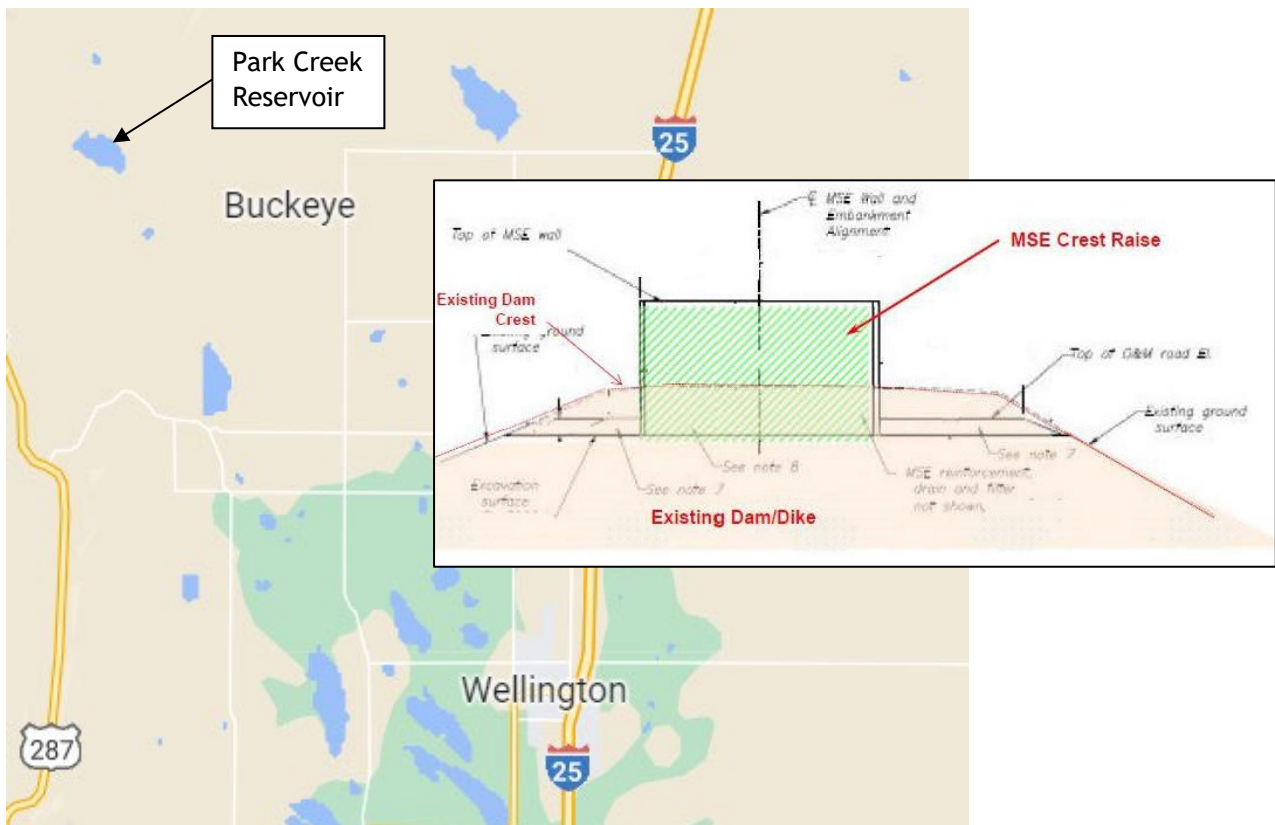 Park Creek
Reservoir
25
Buckeye
℄ MSE Wall and
Embankment
Alignment
Top of MSE wall
MSE Crest Raise
Existing Dam
Crest
ground
surface
Top of O&M road El.
Existing ground
surface
See note 8
See note 7
See note 7
MSE reinforcement,
drain and filter
not shown,
Excavation
surface
Existing Dam/Dike
Wellington
287
25